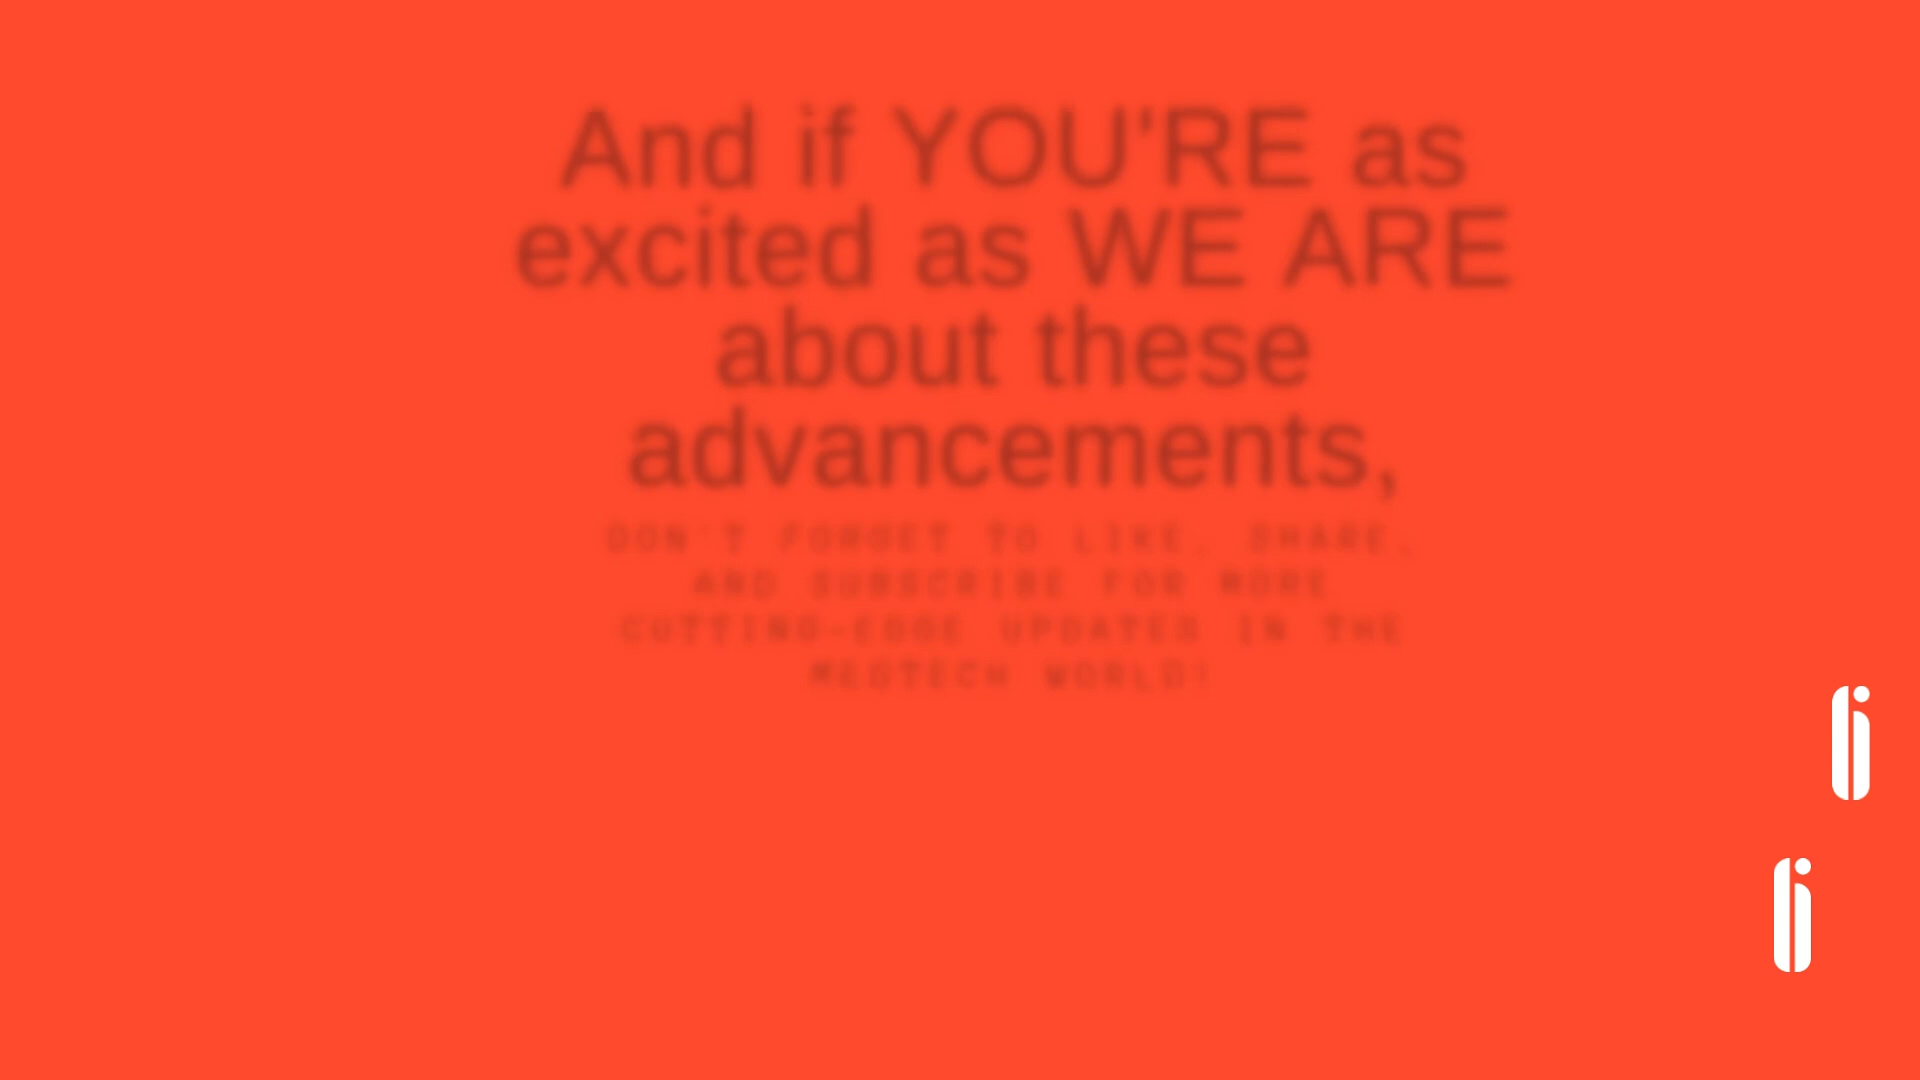 And if YOU'RE as
excited as WE ARE
about these
advancements,
DON'T FORGET TO LIKE, SHARE,
AND SUBSCRIBE FOR MORE
CUTTING-EDGE UPDATES IN THE
MEDTECH WORLD!